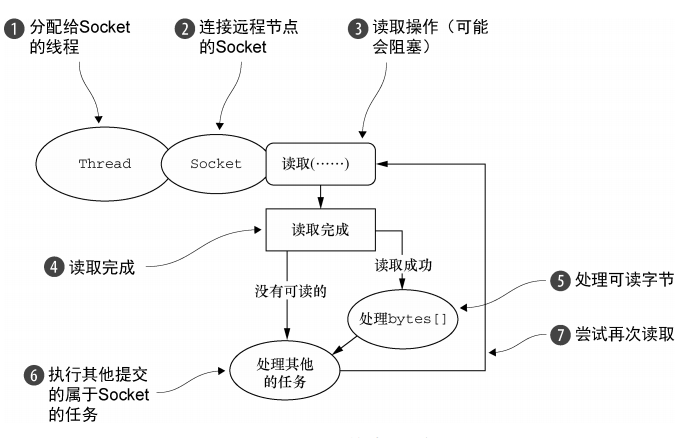 1 分配给Socket
的线程
2 连接远程节点
的Socket
3 读取操作（可能
会阻塞）
Thread
Socket
读取(……)
读取完成
4 读取完成
读取成功
没有可读的
5 处理可读字节
处理bytes[]
7 尝试再次读取
处理其他
的任务
6 执行其他提交
的属于Socket
的任务